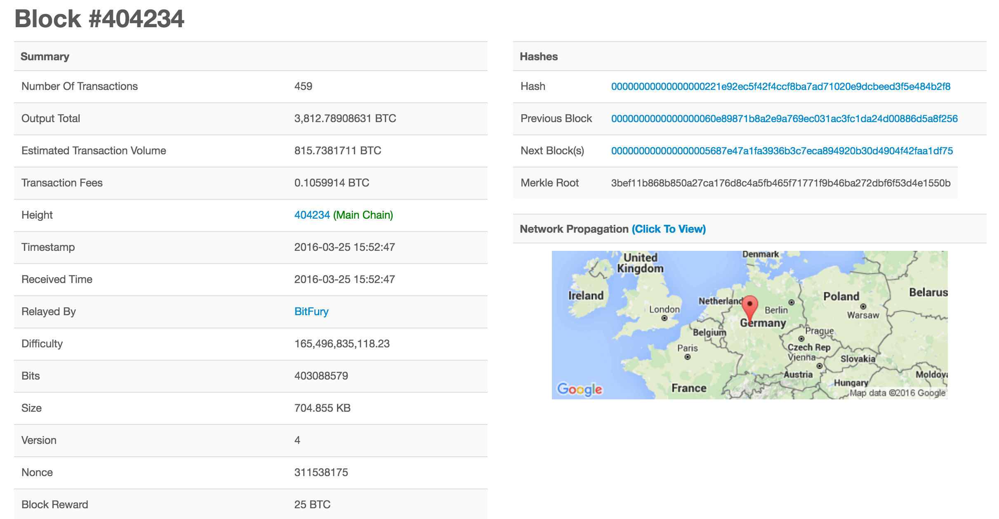 Block #404234
Summary
Number Of Transactions 459
Output Total 3,812.78908631 BTC
Estimated Transaction Volume 815.7381711 BTC
Transaction Fees 0.1059914 BTC
Height 404234 (Main Chain)
Timestamp 2016-03-25 15:52:47
Received Time 2016-03-25 15:52:47
Relayed By BitFury
Difficulty 165,496,835,118.23
Bits 403088579
Size 704.855 KB
Version 4
Nonce 311538175
Block Reward 25 BTC
Hashes
Hash 00000000000000000221e92ec5f42f4ccf8ba7ad71020e9dcbeed3f5e484b2f8
Previous Block 0000000000000000060e89871b8a2e9a769ec031ac3fc1da24d00886d5a8f256
Next Block(s) 000000000000000005687e47a1fa3936b3c7eca894920b30d4904f42faa1df75
Merkle Root 3bef11b868b850a27ca176d8c4a5fb465f71771f9b46ba272dbf6f53d4e1550b
Network Propagation (Click To View)
United
Kingdom
Denmark
Ireland
London
Netherland
Berlin
Poland
Warsaw
Belarus
Germany
Belgium
Prague
Czech Rep
Paris
Vienna
Slovakia
Austria
Hungary
Moldova
France
Google
Map data ©2016 Google